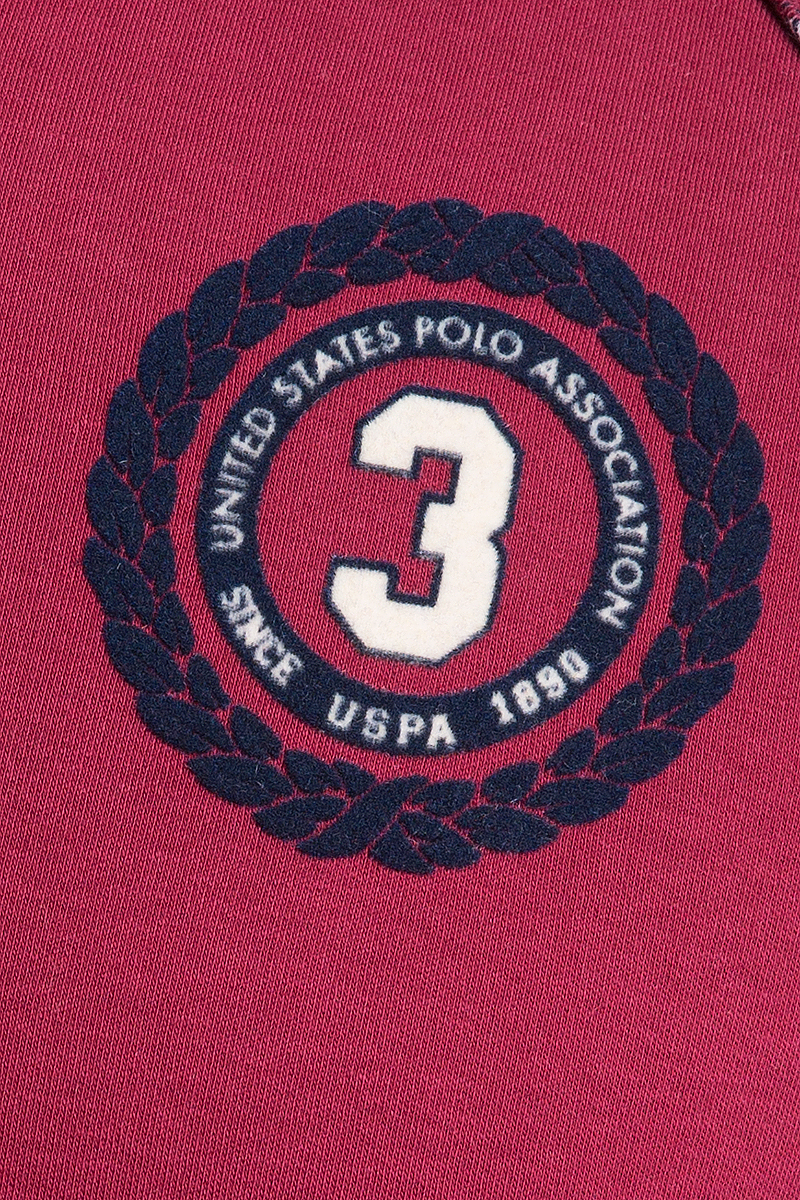 UNITED STATES POLO ASSOCIATION
3
SINCE USPA 1890